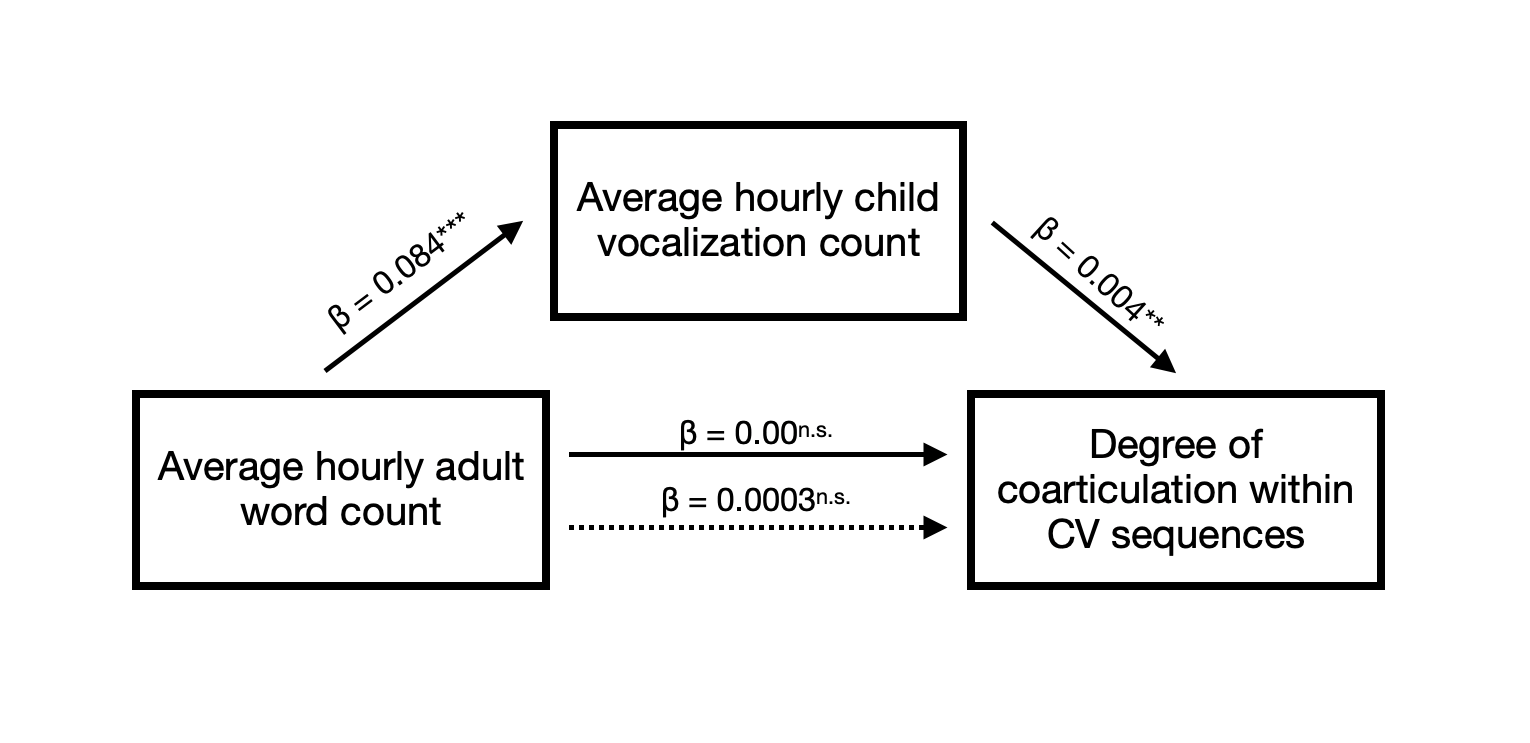 Average hourly child
vocalization count
β = 0.084***
β = 0.004**
Average hourly adult
word count
β = 0.00n.s.
β = 0.0003n.s.
Degree of
coarticulation within
CV sequences